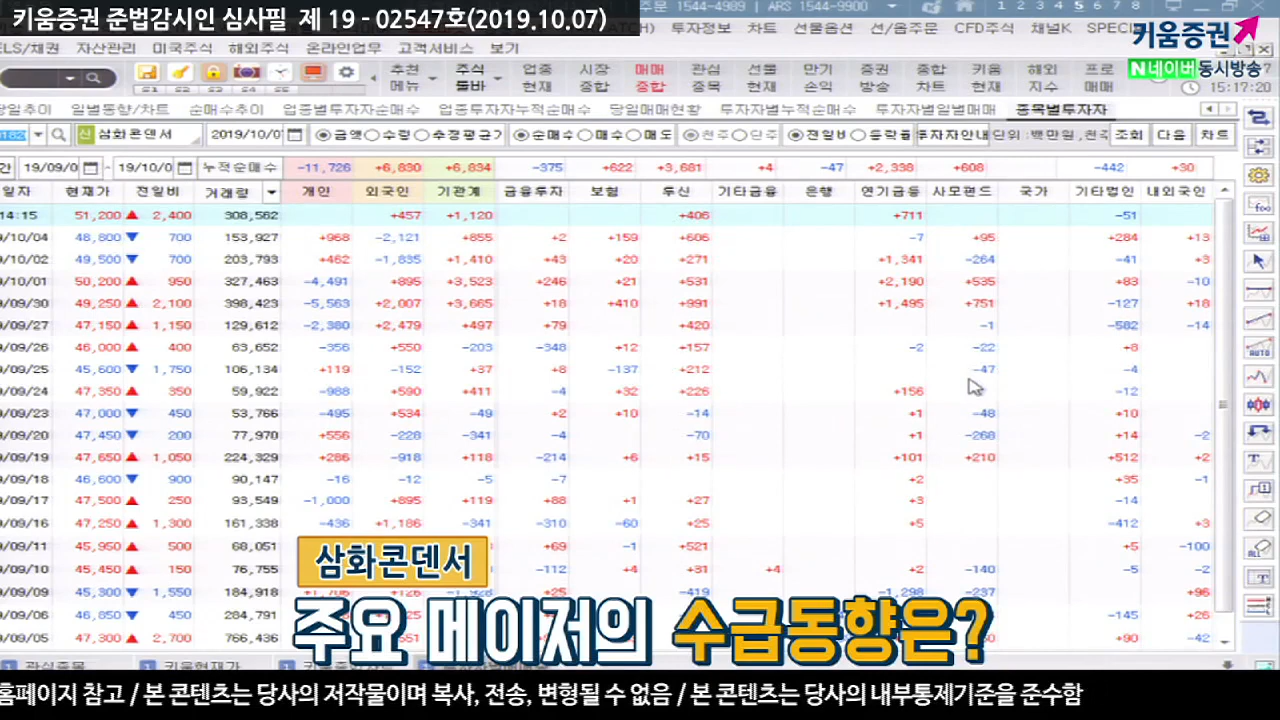 키움증권 준법감시인 심사필 제 19 - 02547호(2019.10.07)
1544-4989 | ARS 1544-9900
1 2 3 4 5 6 7 8
투자정보 차트 선물옵션 선/옵주문 CFD주식 채널K
키움증권
자산관리 미국주식 해외주식 온라인업무 고객서비스 보기
추천 메뉴 주식 툴바 업종 현재 시장 종합 매매 종합 관심 종목 선물 현재 만기 손익 증권 방송 종합 차트 키움 현재 해외 지수 프로 매매
N네이버 동시방송
15:17:20
일별동향/차트 순매수추이 업종별투자자순매수 업종투자자누적순매수 당일매매현황 투자자별누적순매수 투자자별일별매매 종목별투자자
신 삼화콘덴서 2019/10/0 금액 수량 추정평균가 순매수 매수 매도 천주 단주 전일비 등락률 투자자안내 단위:백만원,천주 조회 다음 차트
19/09/0 - 19/10/0 누적순매수 -11,726 +6,830 +6,834 -375 +622 +3,681 +4 -47 +2,338 +608 -442 +30
일자 현재가 전일비 거래량 개인 외국인 기관계 금융투자 보험 투신 기타금융 은행 연기금등 사모펀드 국가 기타법인 내외국인
14:15 51,200 ▲ 2,400 308,562 +457 +1,120 +406 +711 -51
9/10/04 48,800 ▼ 700 153,927 +968 -2,121 +855 +2 +159 +606 -7 +95 +284 +13
9/10/02 49,500 ▼ 700 203,793 +462 -1,835 +1,410 +43 +20 +271 +1,341 -264 -41 +3
9/10/01 50,200 ▲ 950 327,463 -4,491 +895 +3,523 +246 +21 +531 +2,190 +535 +83 -10
9/09/30 49,250 ▲ 2,100 398,423 -5,563 +2,007 +3,665 +18 +410 +991 +1,495 +751 -127 +18
9/09/27 47,150 ▲ 1,150 129,612 -2,380 +2,479 +497 +79 +420 -1 -582 -14
9/09/26 46,000 ▲ 400 63,652 -356 +550 -203 -348 +12 +157 -2 -22 +8
9/09/25 45,600 ▼ 1,750 106,134 +119 -152 +37 +8 -137 +212 -47 -4
9/09/24 47,350 ▲ 350 59,922 -988 +590 +411 -4 +32 +226 +156 -12
9/09/23 47,000 ▼ 450 53,766 -495 +534 -49 +2 +10 -14 +1 -48 +10
9/09/20 47,450 ▼ 200 77,970 +556 -228 -341 -4 -70 +1 -268 +14 -2
9/09/19 47,650 ▲ 1,050 224,329 +286 -918 +118 -214 +6 +15 +101 +210 +512 +2
9/09/18 46,600 ▼ 900 90,147 -16 -12 -5 -7 +2 +35 -1
9/09/17 47,500 ▲ 250 93,549 -1,000 +895 +119 +88 +1 +27 +3 -14
9/09/16 47,250 ▲ 1,300 161,338 -436 +1,186 -341 -310 -60 +25 +5 -412 +3
9/09/11 45,950 ▲ 500 68,051 +69 -1 +521 +5 -100
9/09/10 45,450 ▲ 150 76,755 -112 +4 +31 +4 +2 -140 -5 -2
9/09/09 45,300 ▼ 1,550 184,918 +25 -419 -1,298 -237 +96
9/09/06 46,850 ▼ 450 284,791 -145 +26
9/09/05 47,300 ▲ 2,700 766,436 +90 -42
삼화콘덴서
주요 메이저의 수급동향은?
홈페이지 참고 / 본 콘텐츠는 당사의 저작물이며 복사, 전송, 변형될 수 없음 / 본 콘텐츠는 당사의 내부통제기준을 준수함